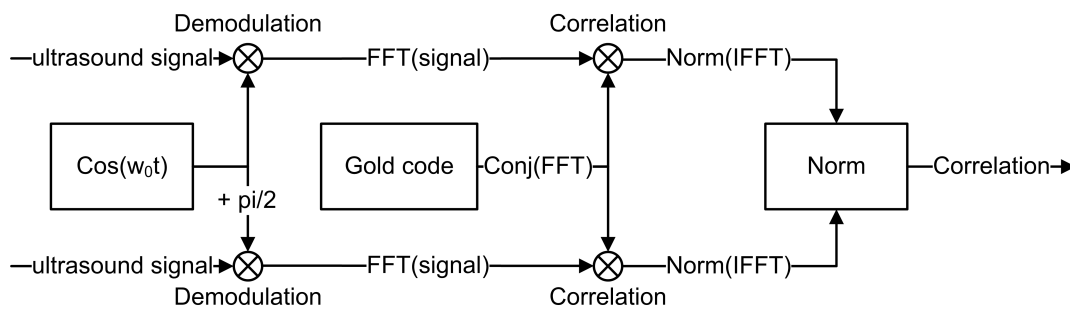 Demodulation
Correlation
ultrasound signal
FFT(signal)
Norm(IFFT)
Cos(w₀t)
Gold code
Conj(FFT)
Norm
Correlation
+ pi/2
ultrasound signal
FFT(signal)
Norm(IFFT)
Demodulation
Correlation